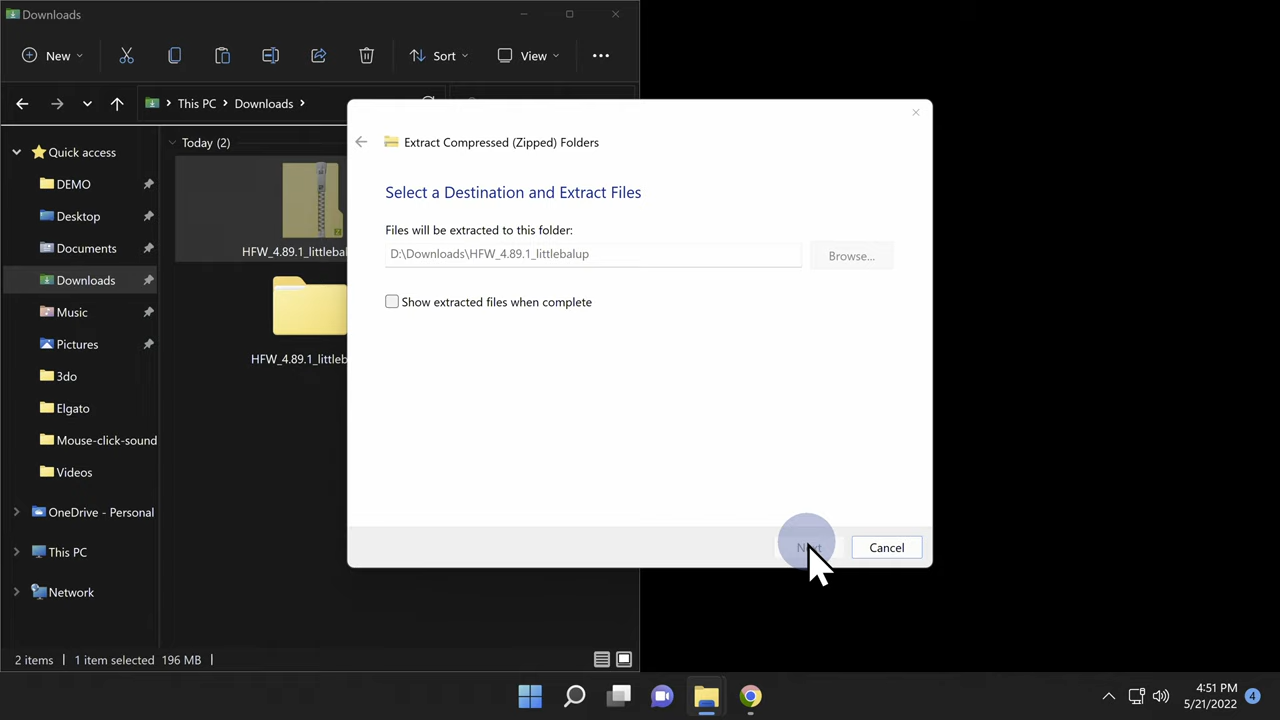 Downloads
New
Sort
View
This PC
Downloads
Extract Compressed (Zipped) Folders
Select a Destination and Extract Files
Files will be extracted to this folder:
D:\Downloads\HFW_4.89.1_littlebalup
Browse...
Show extracted files when complete
Next
Cancel
Quick access
DEMO
Desktop
Documents
Downloads
Music
Pictures
3do
Elgato
Mouse-click-sound
Videos
OneDrive - Personal
This PC
Network
Today (2)
HFW_4.89.1_littlebal
HFW_4.89.1_littleb
2 items
1 item selected 196 MB
4:51 PM
5/21/2022
4